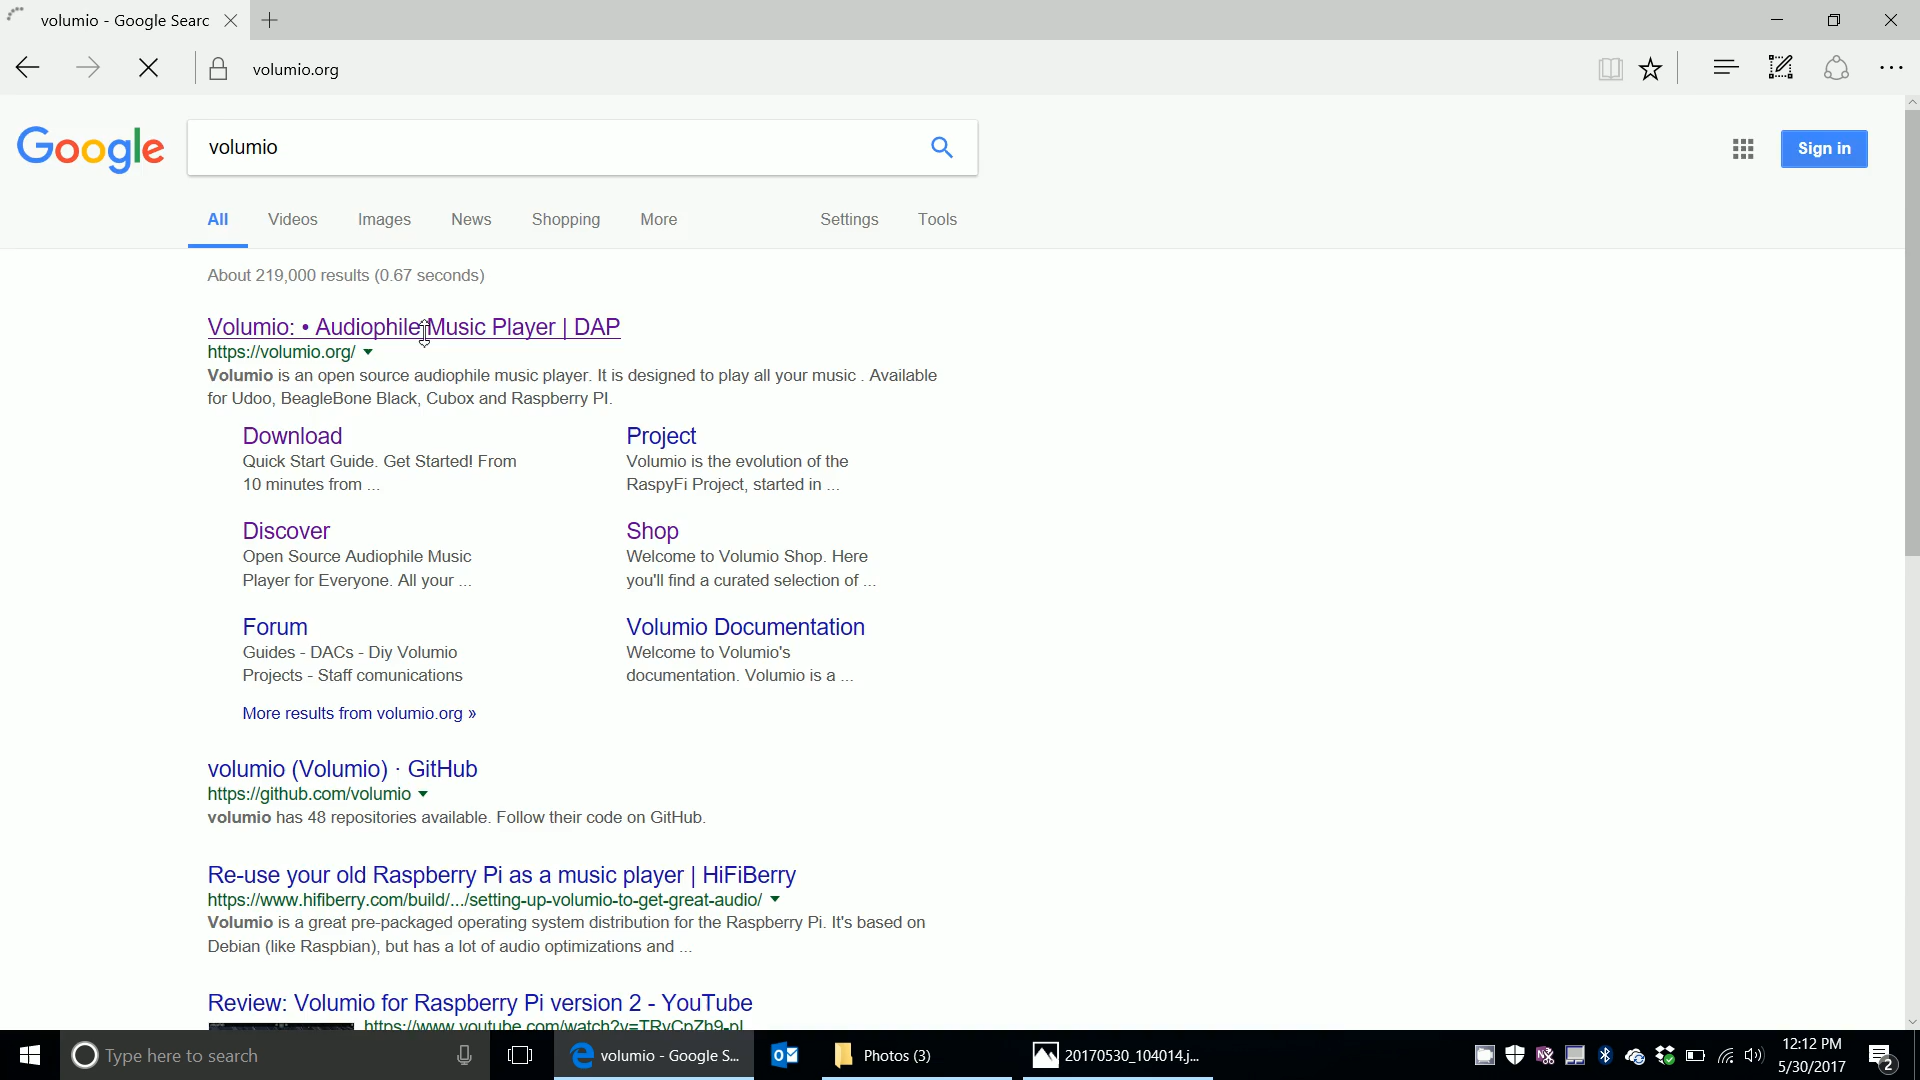 volumio - Google Searc
volumio.org
Google
volumio
Sign in
All Videos Images News Shopping More Settings Tools
About 219,000 results (0.67 seconds)
Volumio: • Audiophile Music Player | DAP
https://volumio.org/
Volumio is an open source audiophile music player. It is designed to play all your music . Available
for Udoo, BeagleBone Black, Cubox and Raspberry PI.
Download
Quick Start Guide. Get Started! From
10 minutes from ...
Project
Volumio is the evolution of the
RaspyFi Project, started in ...
Discover
Open Source Audiophile Music
Player for Everyone. All your ...
Shop
Welcome to Volumio Shop. Here
you'll find a curated selection of ...
Forum
Guides - DACs - Diy Volumio
Projects - Staff comunications
Volumio Documentation
Welcome to Volumio's
documentation. Volumio is a ...
More results from volumio.org »
volumio (Volumio) · GitHub
https://github.com/volumio
volumio has 48 repositories available. Follow their code on GitHub.
Re-use your old Raspberry Pi as a music player | HiFiBerry
https://www.hifiberry.com/build/.../setting-up-volumio-to-get-great-audio/
Volumio is a great pre-packaged operating system distribution for the Raspberry Pi. It's based on
Debian (like Raspbian), but has a lot of audio optimizations and ...
Review: Volumio for Raspberry Pi version 2 - YouTube
Type here to search
volumio - Google S...
Photos (3)
20170530_104014.j...
12:12 PM
5/30/2017
2